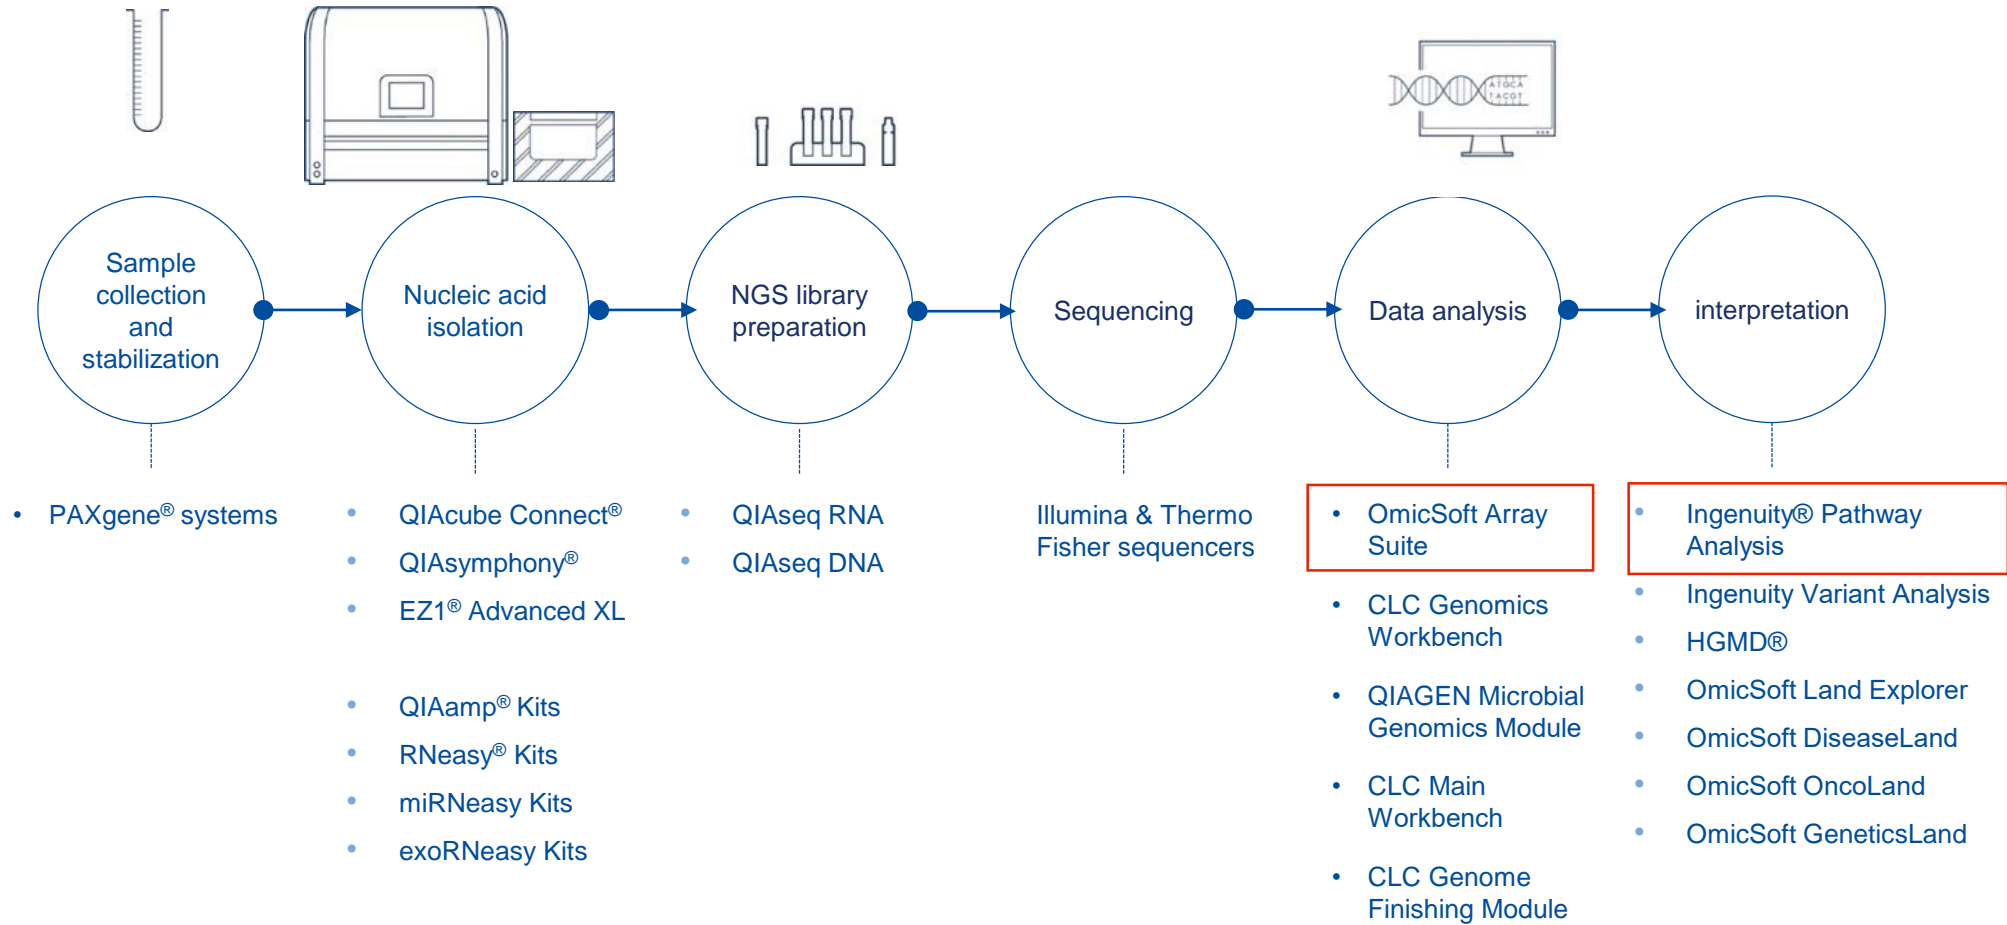 ATGCA
TACGT
Sample
collection
and
stabilization
Nucleic acid
isolation
NGS library
preparation
Sequencing
Data analysis
interpretation
• PAXgene® systems
• QIAcube Connect®
• QIAsymphony®
• EZ1® Advanced XL
• QIAamp® Kits
• RNeasy® Kits
• miRNeasy Kits
• exoRNeasy Kits
• QIAseq RNA
• QIAseq DNA
Illumina & Thermo
Fisher sequencers
• OmicSoft Array
Suite
• CLC Genomics
Workbench
• QIAGEN Microbial
Genomics Module
• CLC Main
Workbench
• CLC Genome
Finishing Module
• Ingenuity® Pathway
Analysis
• Ingenuity Variant Analysis
• HGMD®
• OmicSoft Land Explorer
• OmicSoft DiseaseLand
• OmicSoft OncoLand
• OmicSoft GeneticsLand